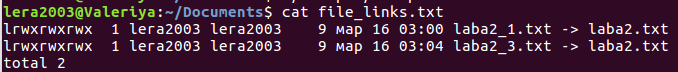 lera2003@Valeriya:~/Documents$ cat file_links.txt
lrwxrwxrwx 1 lera2003 lera2003 9 мар 16 03:00 laba2_1.txt -> laba2.txt
lrwxrwxrwx 1 lera2003 lera2003 9 мар 16 03:04 laba2_3.txt -> laba2.txt
total 2